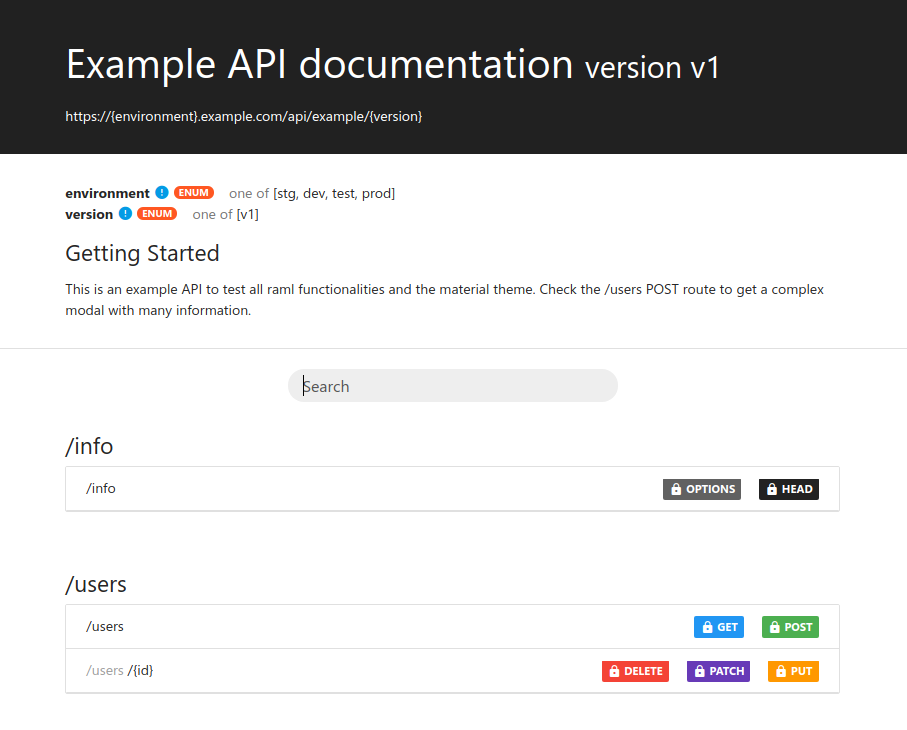 Example API documentation version v1
https://{environment}.example.com/api/example/{version}
environment ! ENUM one of [stg, dev, test, prod]
version ! ENUM one of [v1]
Getting Started
This is an example API to test all raml functionalities and the material theme. Check the /users POST route to get a complex
modal with many information.
Search
/info
/info OPTIONS HEAD
/users
/users GET POST
/users /{id} DELETE PATCH PUT